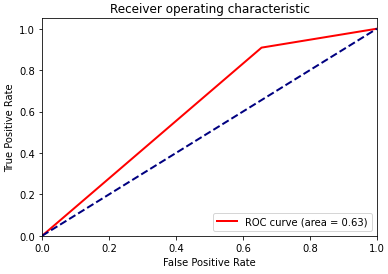 Receiver operating characteristic
1.0
0.8
0.6
0.4
0.2
0.0
True Positive Rate
ROC curve (area = 0.63)
0.0 0.2 0.4 0.6 0.8 1.0
False Positive Rate